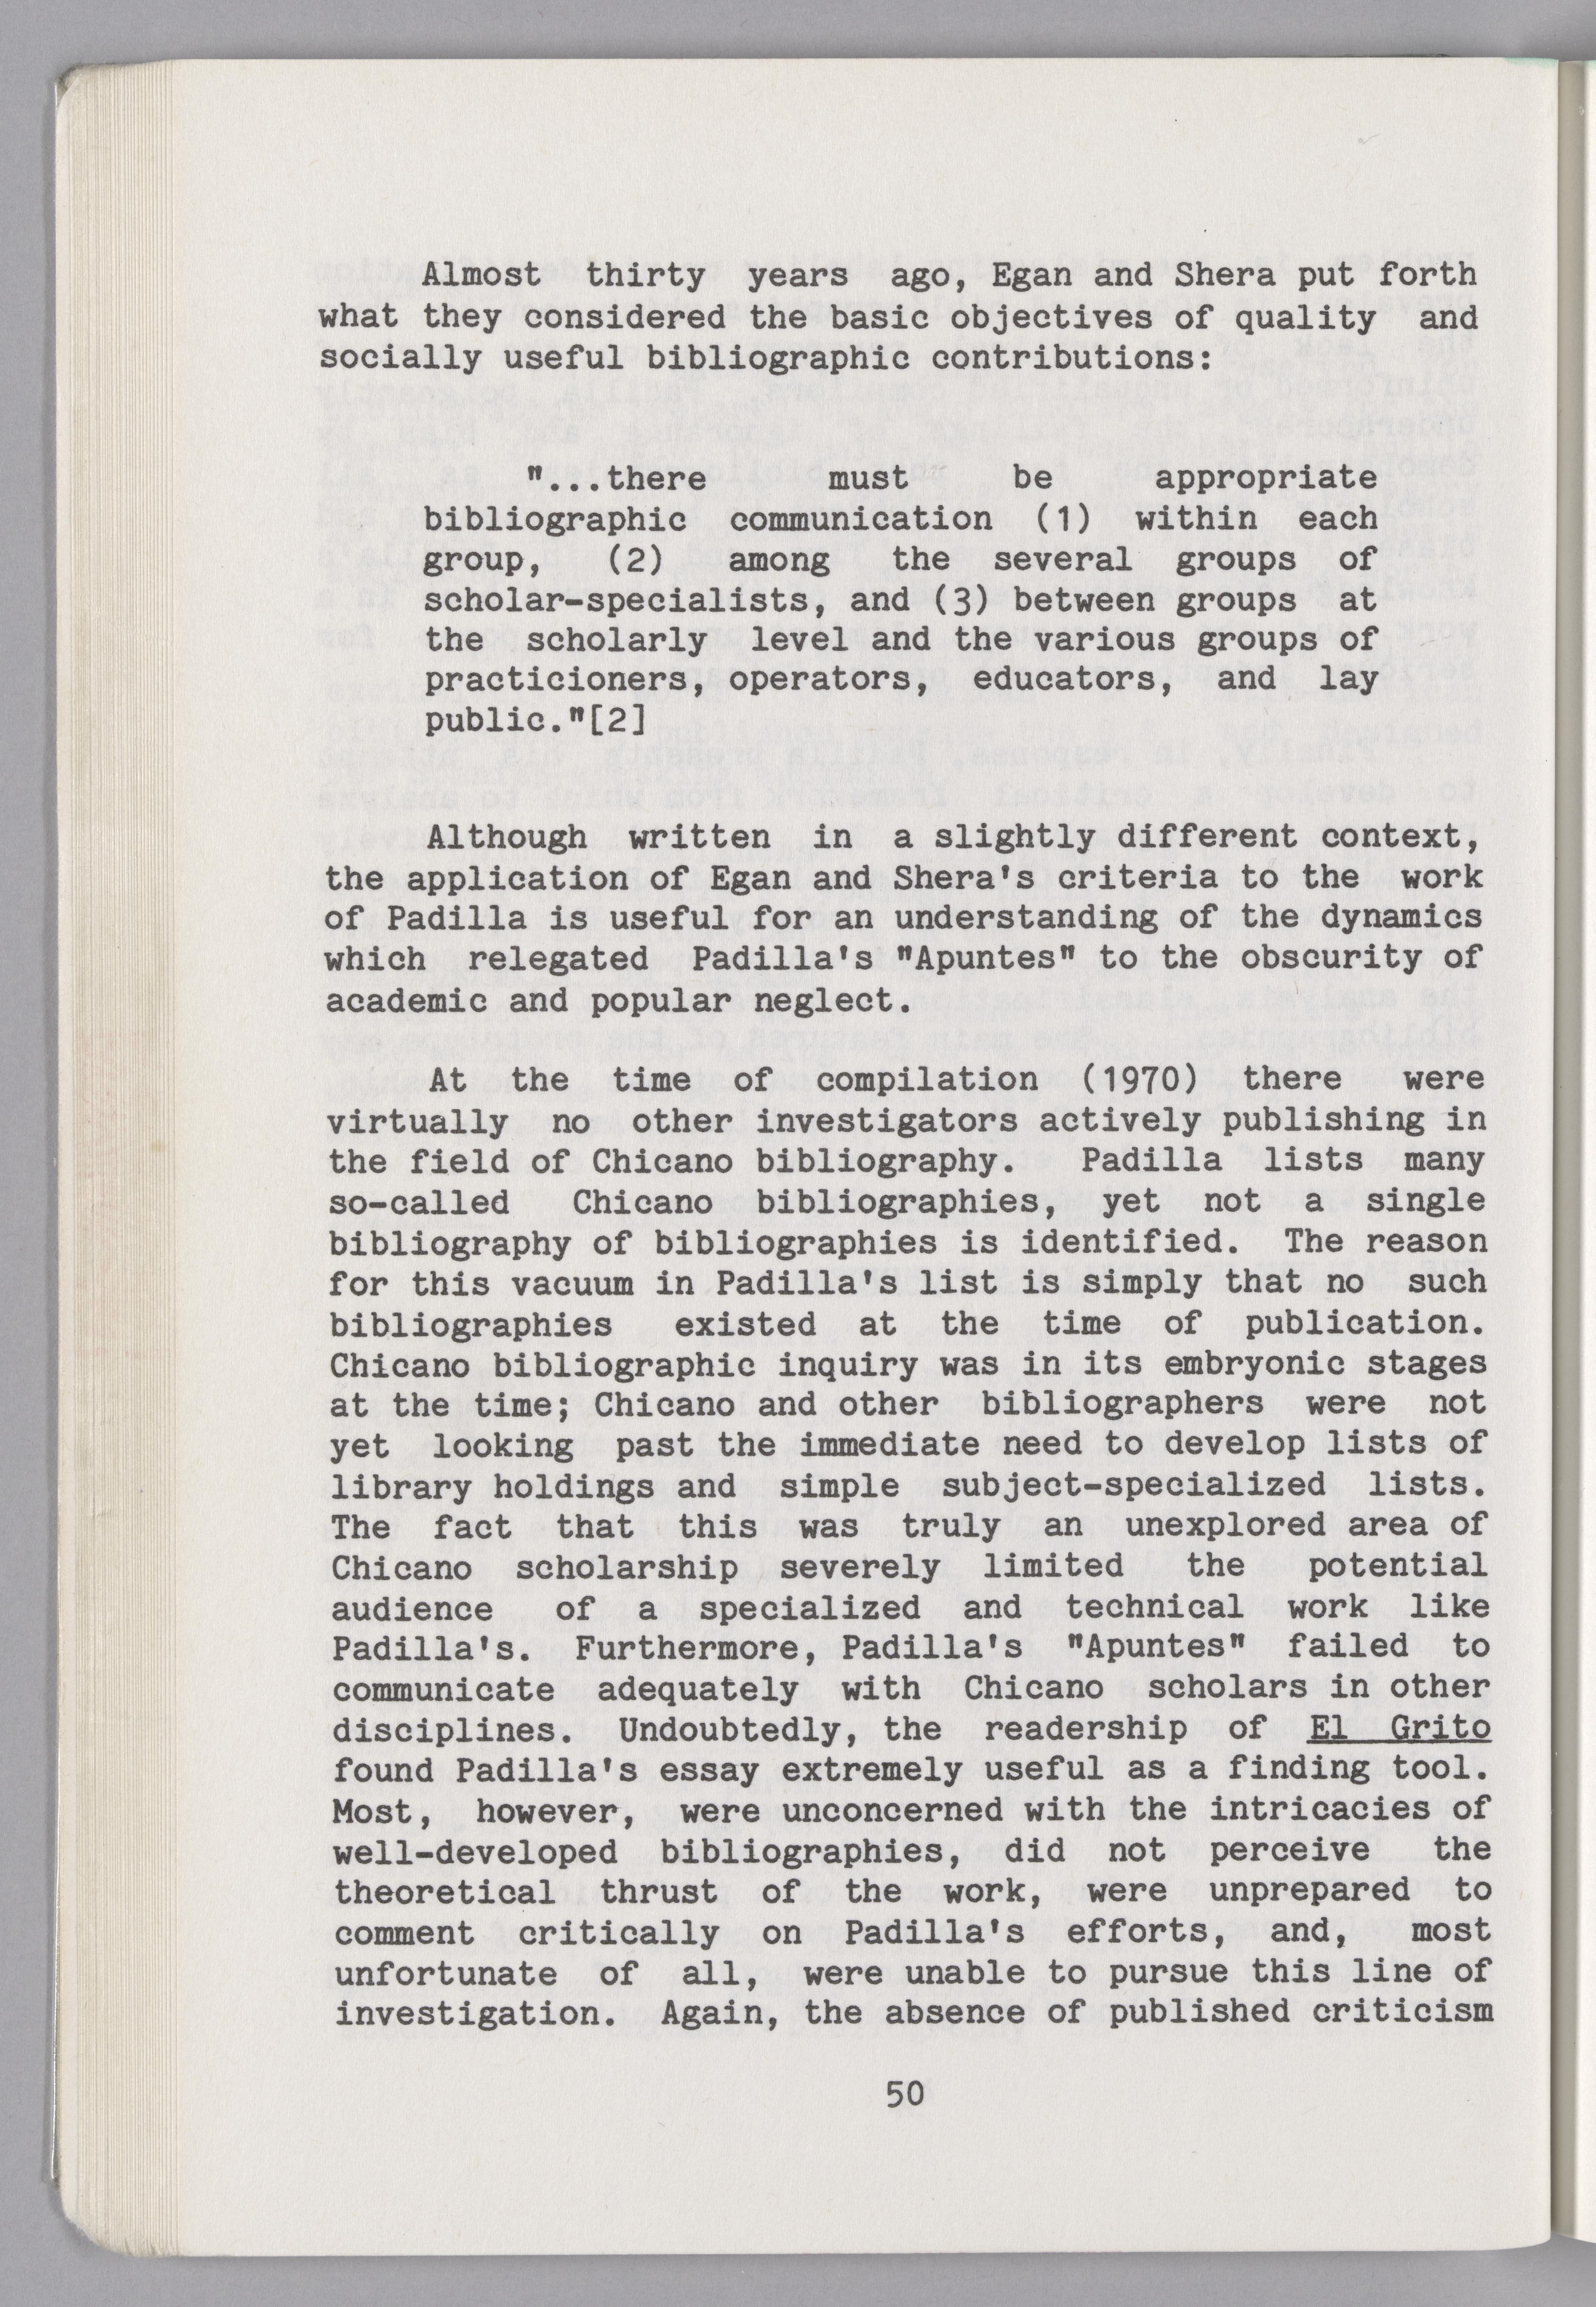 Almost thirty years ago, Egan and Shera put forth
what they considered the basic objectives of quality and
socially useful bibliographic contributions:
"...there must be appropriate
bibliographic communication (1) within each
group, (2) among the several groups of
scholar-specialists, and (3) between groups at
the scholarly level and the various groups of
practicioners, operators, educators, and lay
public."[2]
Although written in a slightly different context,
the application of Egan and Shera's criteria to the work
of Padilla is useful for an understanding of the dynamics
which relegated Padilla's "Apuntes" to the obscurity of
academic and popular neglect.
At the time of compilation (1970) there were
virtually no other investigators actively publishing in
the field of Chicano bibliography. Padilla lists many
so-called Chicano bibliographies, yet not a single
bibliography of bibliographies is identified. The reason
for this vacuum in Padilla's list is simply that no such
bibliographies existed at the time of publication.
Chicano bibliographic inquiry was in its embryonic stages
at the time; Chicano and other bibliographers were not
yet looking past the immediate need to develop lists of
library holdings and simple subject-specialized lists.
The fact that this was truly an unexplored area of
Chicano scholarship severely limited the potential
audience of a specialized and technical work like
Padilla's. Furthermore, Padilla's "Apuntes" failed to
communicate adequately with Chicano scholars in other
disciplines. Undoubtedly, the readership of El Grito
found Padilla's essay extremely useful as a finding tool.
Most, however, were unconcerned with the intricacies of
well-developed bibliographies, did not perceive the
theoretical thrust of the work, were unprepared to
comment critically on Padilla's efforts, and, most
unfortunate of all, were unable to pursue this line of
investigation. Again, the absence of published criticism
50